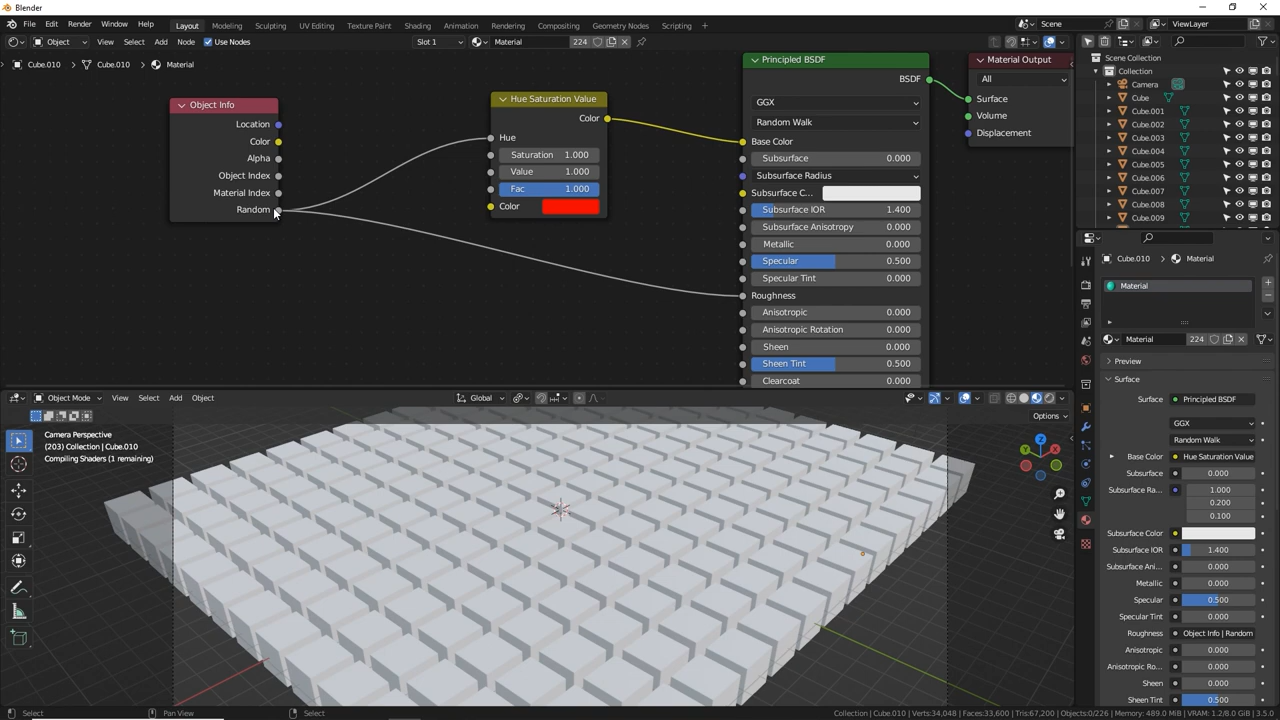 Blender
File Edit Render Window Help Layout Modeling Sculpting UV Editing Texture Paint Shading Animation Rendering Compositing Geometry Nodes Scripting + Scene ViewLayer
Object View Select Add Node Use Nodes Slot 1 Material 224
Cube.010 Cube.010 Material
Object Info
Location
Color
Alpha
Object Index
Material Index
Random
Hue Saturation Value
Color
Hue
Saturation 1.000
Value 1.000
Fac 1.000
Color
Principled BSDF
BSDF
GGX
Random Walk
Base Color
Subsurface 0.000
Subsurface Radius
Subsurface C...
Subsurface IOR 1.400
Subsurface Anisotropy 0.000
Metallic 0.000
Specular 0.500
Specular Tint 0.000
Roughness
Anisotropic 0.000
Anisotropic Rotation 0.000
Sheen 0.000
Sheen Tint 0.500
Clearcoat 0.000
Material Output
All
Surface
Volume
Displacement
Scene Collection
Collection
Camera
Cube
Cube.001
Cube.002
Cube.003
Cube.004
Cube.005
Cube.006
Cube.007
Cube.008
Cube.009
Cube.010 Material
Material
Material 224
Preview
Surface
Surface Principled BSDF
GGX
Random Walk
Base Color Hue Saturation Value
Subsurface 0.000
Subsurface Ra... 1.000
0.200
0.100
Subsurface Color
Subsurface IOR 1.400
Subsurface Ani... 0.000
Metallic 0.000
Specular 0.500
Specular Tint 0.000
Roughness Object Info | Random
Anisotropic 0.000
Anisotropic Ro... 0.000
Sheen 0.000
Sheen Tint 0.500
Object Mode View Select Add Object Global
Options
Camera Perspective
(203) Collection | Cube.010
Compiling Shaders (1 remaining)
Z
Y
X
Select Pan View Select Collection | Cube.010 | Verts:34,048 | Faces:33,600 | Tris:67,200 | Objects:0/226 | Memory: 489.0 MiB | VRAM: 1.2/8.0 GiB | 3.5.0